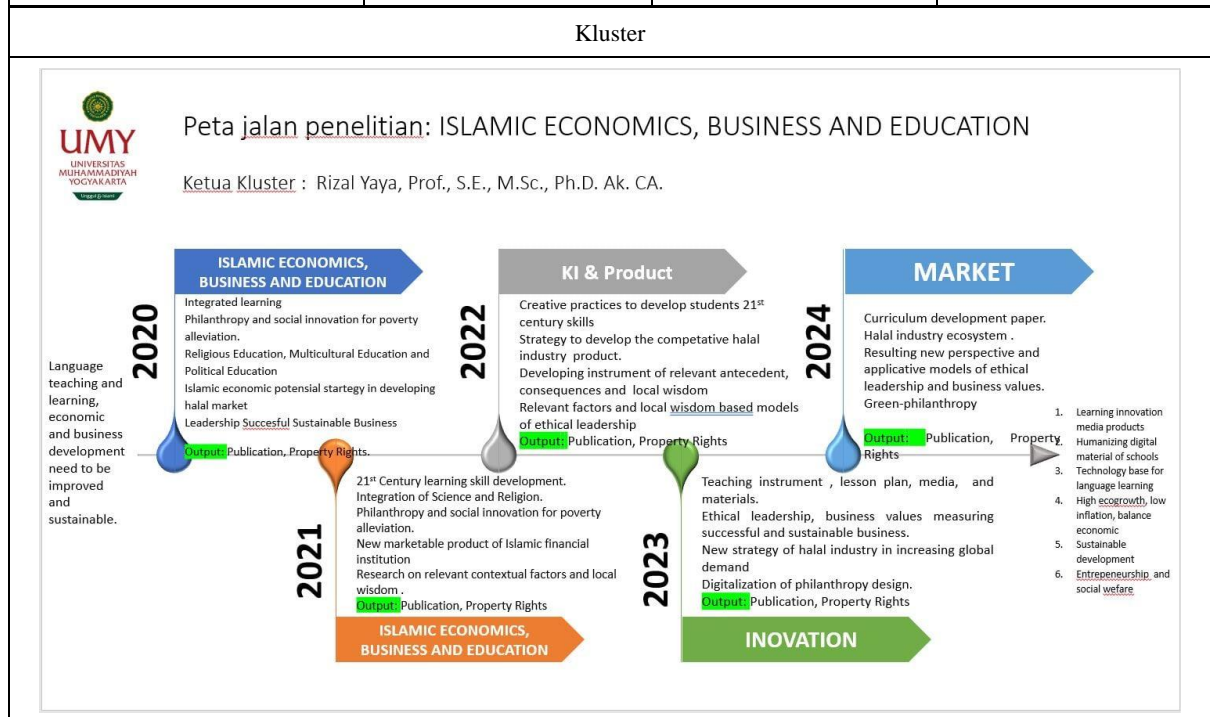 Kluster
UMY
UNIVERSITAS
MUHAMMADIYAH
YOGYAKARTA
Unggul & Islami
Peta jalan penelitian: ISLAMIC ECONOMICS, BUSINESS AND EDUCATION
Ketua Kluster : Rizal Yaya, Prof., S.E., M.Sc., Ph.D. Ak. CA.
Language
teaching and
learning,
economic
and business
development
need to be
improved
and
sustainable.
2020
ISLAMIC ECONOMICS,
BUSINESS AND EDUCATION
Integrated learning
Philanthropy and social innovation for poverty
alleviation.
Religious Education, Multicultural Education and
Political Education
Islamic economic potensial startegy in developing
halal market
Leadership Succesful Sustainable Business
Output: Publication, Property Rights.
2021
21st Century learning skill development.
Integration of Science and Religion.
Philanthropy and social innovation for poverty
alleviation.
New marketable product of Islamic financial
institution
Research on relevant contextual factors and local
wisdom .
Output: Publication, Property Rights
ISLAMIC ECONOMICS,
BUSINESS AND EDUCATION
2022
KI & Product
Creative practices to develop students 21st
century skills
Strategy to develop the competative halal
industry product.
Developing instrument of relevant antecedent,
consequences and local wisdom
Relevant factors and local wisdom based models
of ethical leadership
Output: Publication, Property Rights
2023
Teaching instrument , lesson plan, media, and
materials.
Ethical leadership, business values measuring
successful and sustainable business.
New strategy of halal industry in increasing global
demand
Digitalization of philanthropy design.
Output: Publication, Property Rights
INOVATION
2024
MARKET
Curriculum development paper.
Halal industry ecosystem .
Resulting new perspective and
applicative models of ethical
leadership and business values.
Green-philanthropy
Output: Publication, Property
Rights
1. Learning innovation
media products
2. Humanizing digital
material of schools
3. Technology base for
language learning
4. High ecogrowth, low
inflation, balance
economic
5. Sustainable
development
6. Entrepeneurship and
social wefare